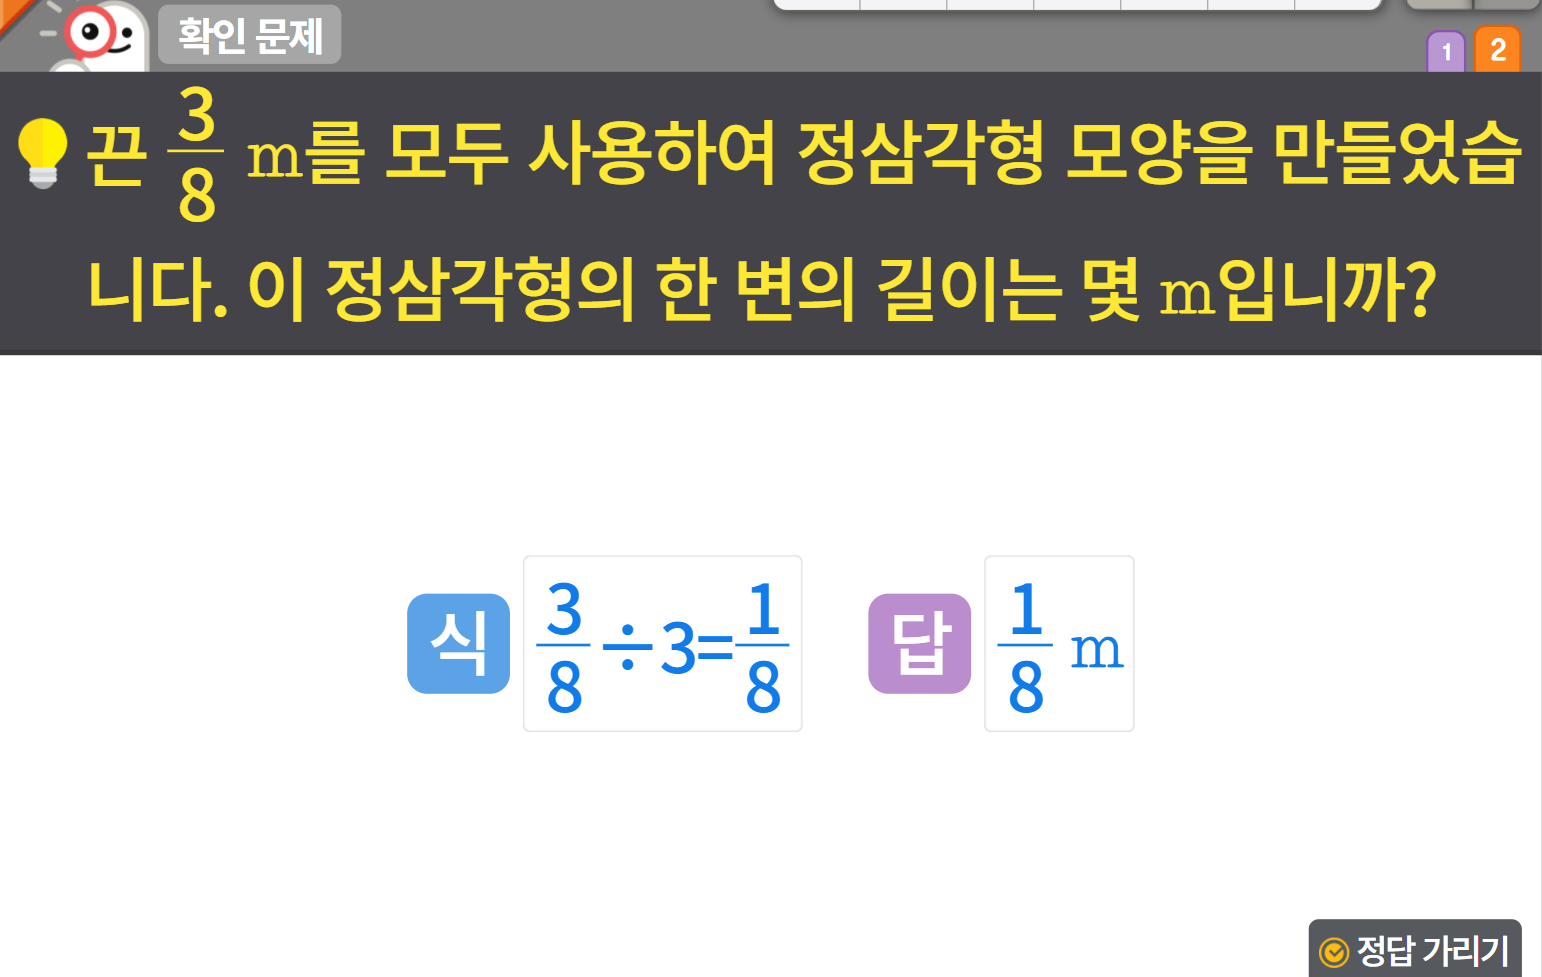 확인 문제
1 2
끈 3/8 m를 모두 사용하여 정삼각형 모양을 만들었습
니다. 이 정삼각형의 한 변의 길이는 몇 m입니까?
식 3/8÷3=1/8 답 1/8 m
정답 가리기